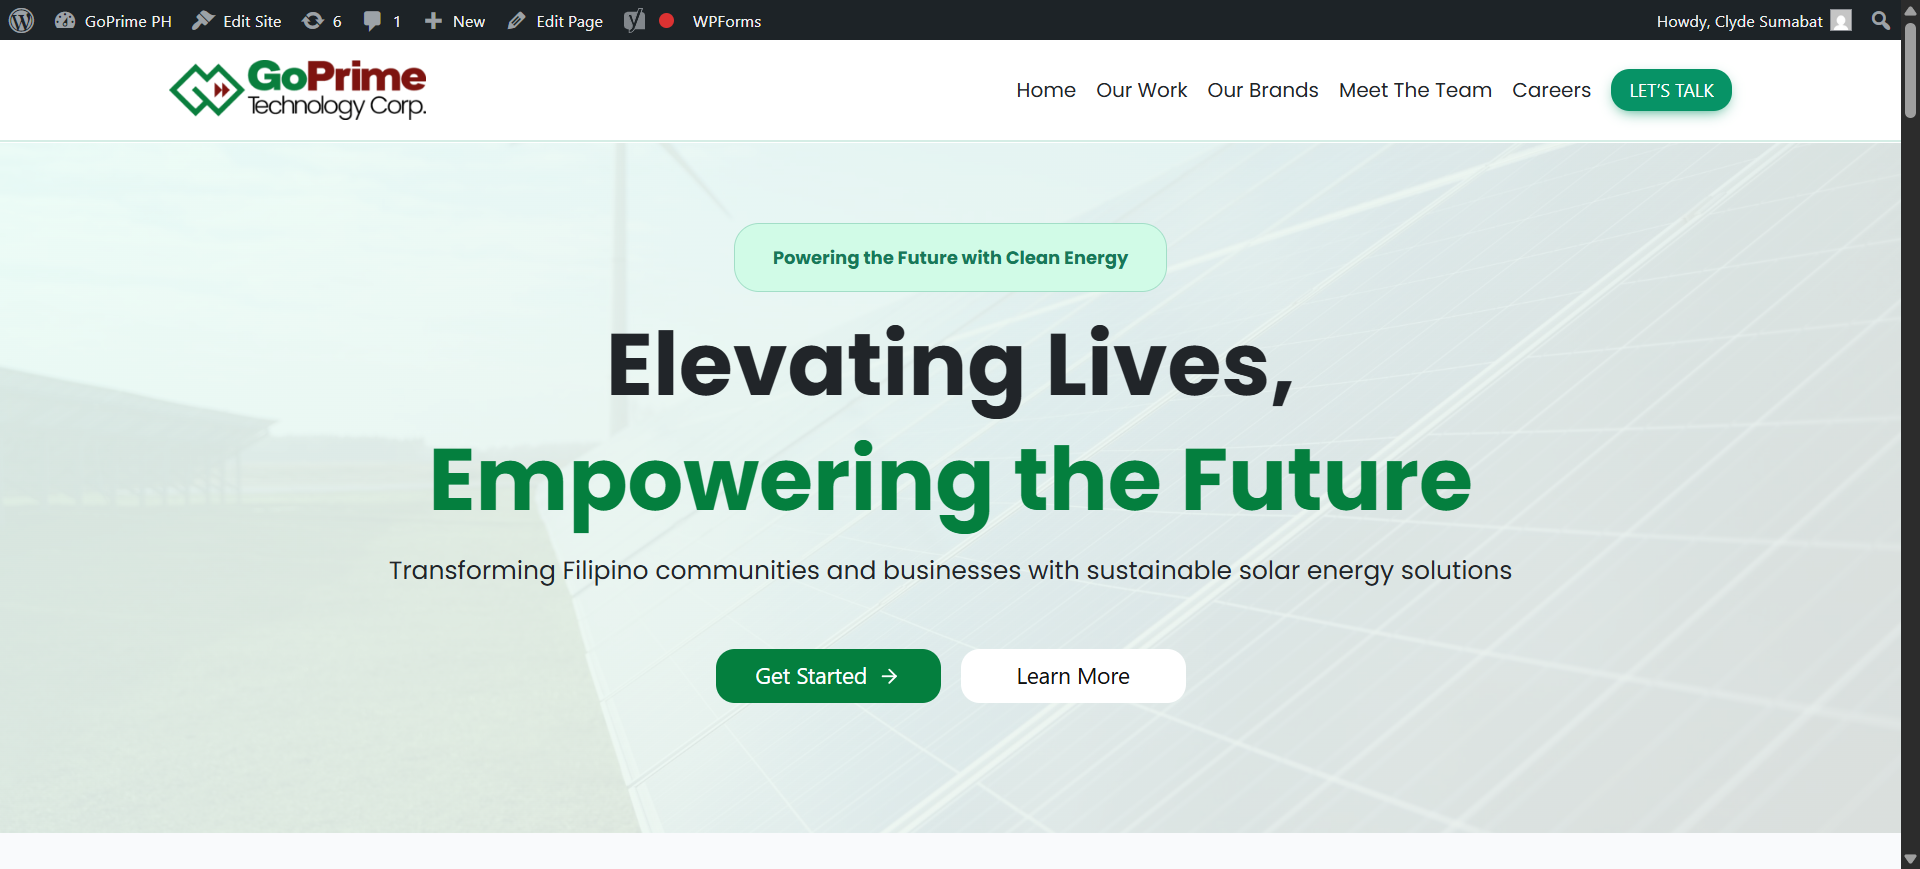 GoPrime PH Edit Site 6 1 New Edit Page WPForms Howdy, Clyde Sumabat
GoPrime
Technology Corp.
Home Our Work Our Brands Meet The Team Careers LET'S TALK
Powering the Future with Clean Energy
Elevating Lives,
Empowering the Future
Transforming Filipino communities and businesses with sustainable solar energy solutions
Get Started → Learn More